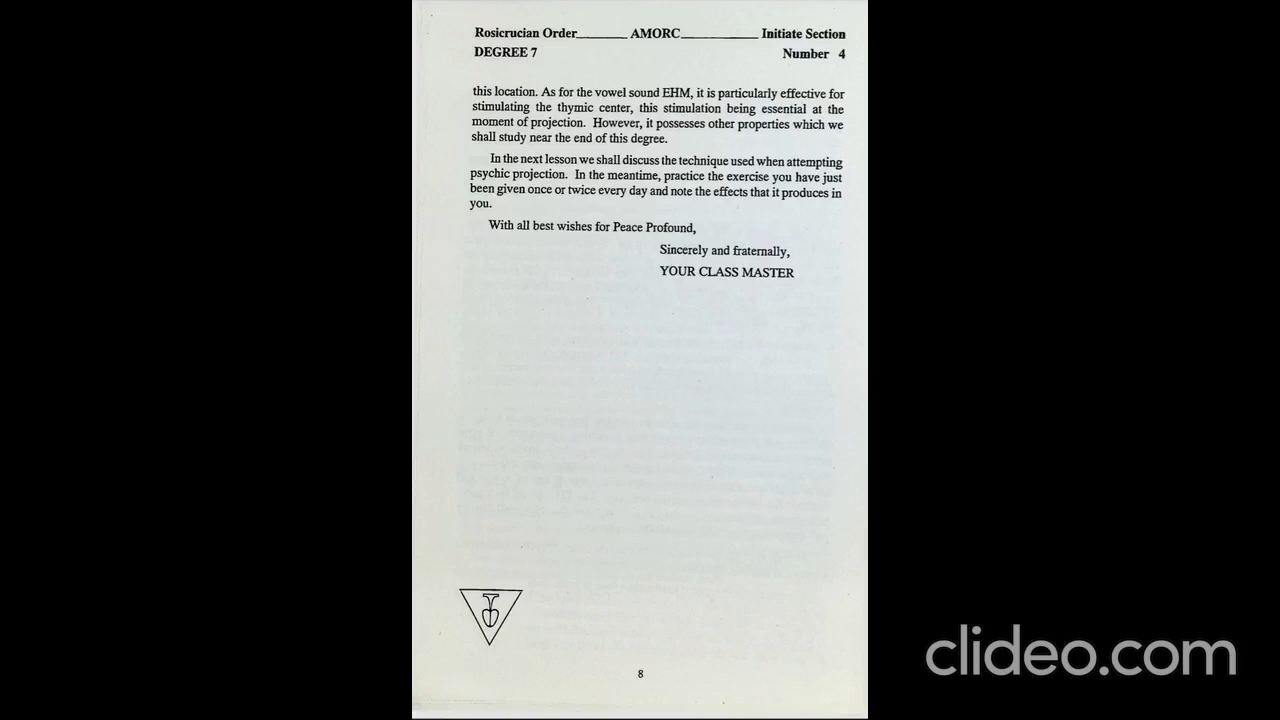 Rosicrucian Order________ AMORC____________ Initiate Section
DEGREE 7 Number 4
this location. As for the vowel sound EHM, it is particularly effective for
stimulating the thymic center, this stimulation being essential at the
moment of projection. However, it possesses other properties which we
shall study near the end of this degree.
In the next lesson we shall discuss the technique used when attempting
psychic projection. In the meantime, practice the exercise you have just
been given once or twice every day and note the effects that it produces in
you.
With all best wishes for Peace Profound,
Sincerely and fraternally,
YOUR CLASS MASTER
8
clideo.com